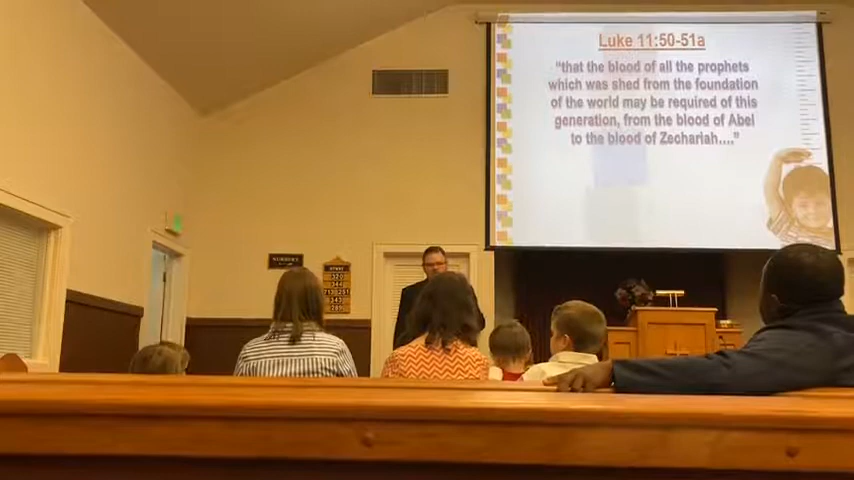 Luke 11:50-51a
"that the blood of all the prophets
which was shed from the foundation
of the world may be required of this
generation, from the blood of Abel
to the blood of Zechariah...."